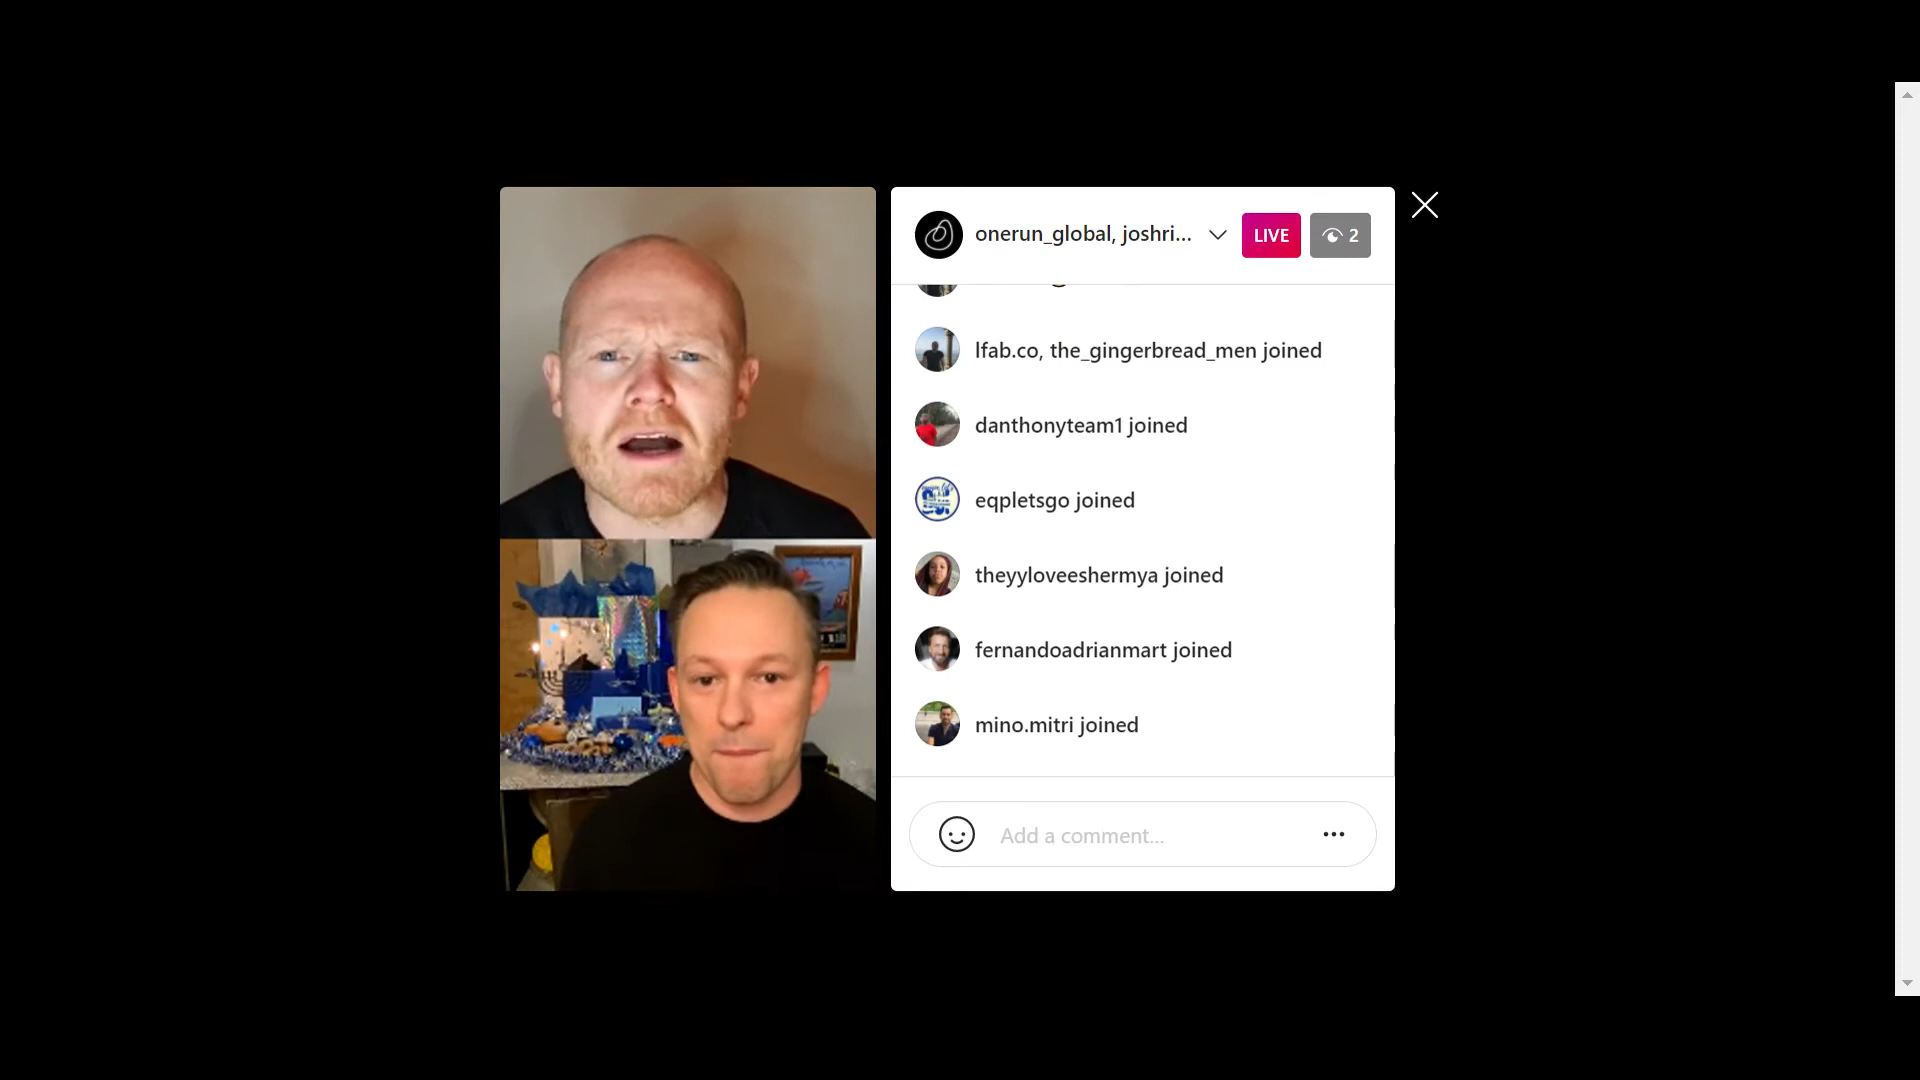 onerun_global, joshri...
LIVE
2
lfab.co, the_gingerbread_men joined
danthonyteam1 joined
eqpletsgo joined
theyyloveeshermya joined
fernandoadrianmart joined
mino.mitri joined
Add a comment...